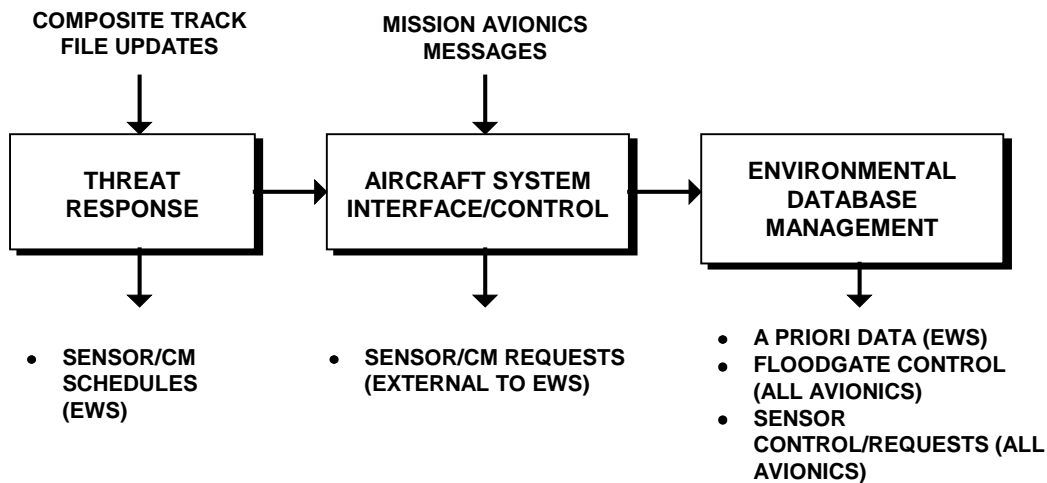 COMPOSITE TRACK
FILE UPDATES
MISSION AVIONICS
MESSAGES
THREAT
RESPONSE
AIRCRAFT SYSTEM
INTERFACE/CONTROL
ENVIRONMENTAL
DATABASE
MANAGEMENT
● SENSOR/CM
SCHEDULES
(EWS)
● SENSOR/CM REQUESTS
(EXTERNAL TO EWS)
● A PRIORI DATA (EWS)
● FLOODGATE CONTROL
(ALL AVIONICS)
● SENSOR
CONTROL/REQUESTS (ALL
AVIONICS)